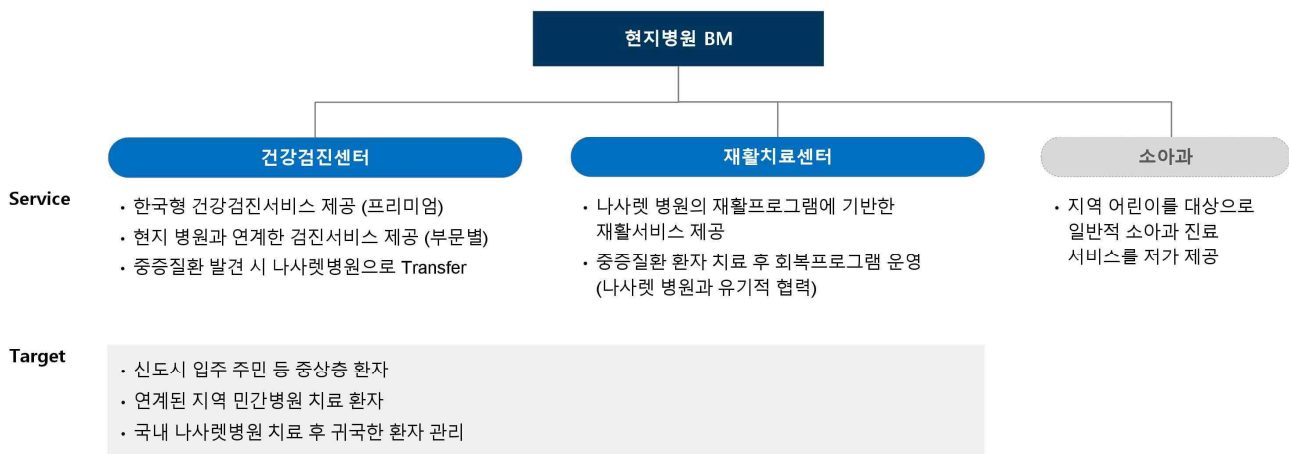 현지병원 BM
건강검진센터
재활치료센터
소아과
Service
• 한국형 건강검진서비스 제공 (프리미엄)
• 현지 병원과 연계한 검진서비스 제공 (부문별)
• 중증질환 발견 시 나사렛병원으로 Transfer
• 나사렛 병원의 재활프로그램에 기반한
재활서비스 제공
• 중증질환 환자 치료 후 회복프로그램 운영
(나사렛 병원과 유기적 협력)
• 지역 어린이를 대상으로
일반적 소아과 진료
서비스를 저가 제공
Target
• 신도시 입주 주민 등 중상층 환자
• 연계된 지역 민간병원 치료 환자
• 국내 나사렛병원 치료 후 귀국한 환자 관리